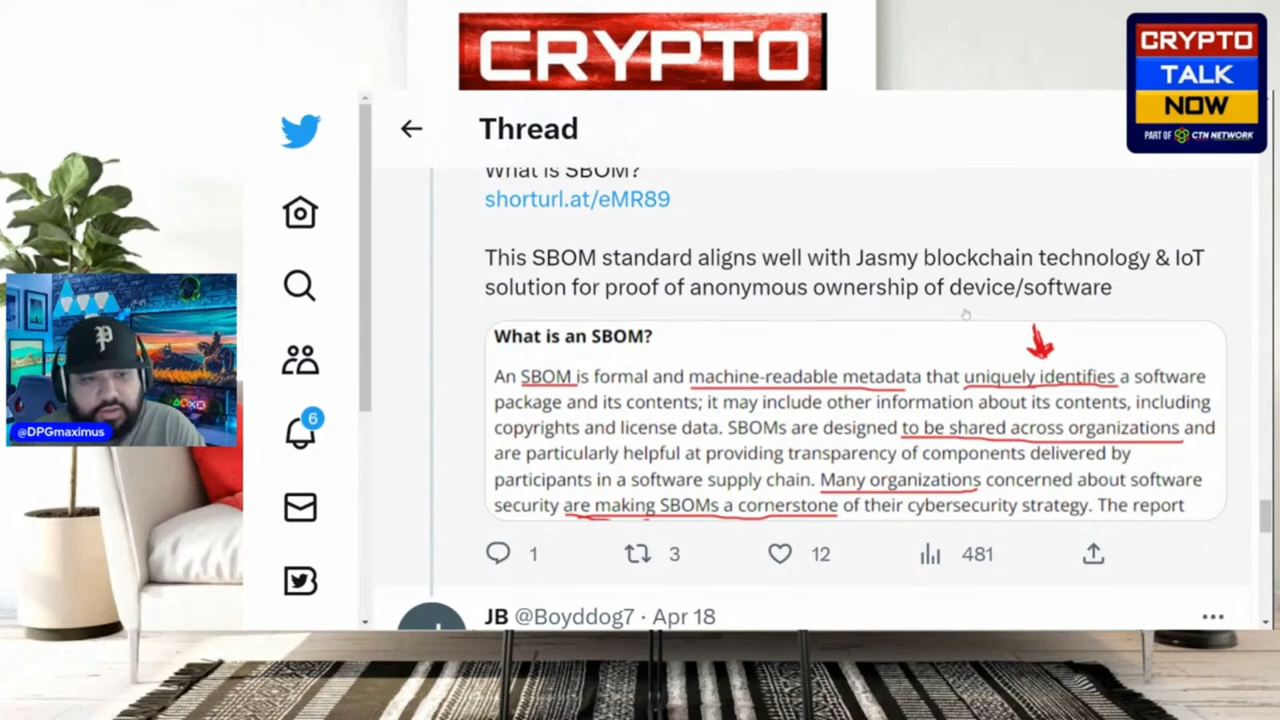 CRYPTO
CRYPTO
TALK
NOW
PART OF CTN NETWORK
Thread
What is SBOM?
shorturl.at/eMR89
This SBOM standard aligns well with Jasmy blockchain technology & IoT
solution for proof of anonymous ownership of device/software
What is an SBOM?
An SBOM is formal and machine-readable metadata that uniquely identifies a software
package and its contents; it may include other information about its contents, including
copyrights and license data. SBOMs are designed to be shared across organizations and
are particularly helpful at providing transparency of components delivered by
participants in a software supply chain. Many organizations concerned about software
security are making SBOMs a cornerstone of their cybersecurity strategy. The report
1 3 12 481
JB @Boyddog7 · Apr 18
6
P
@DPGmaximus